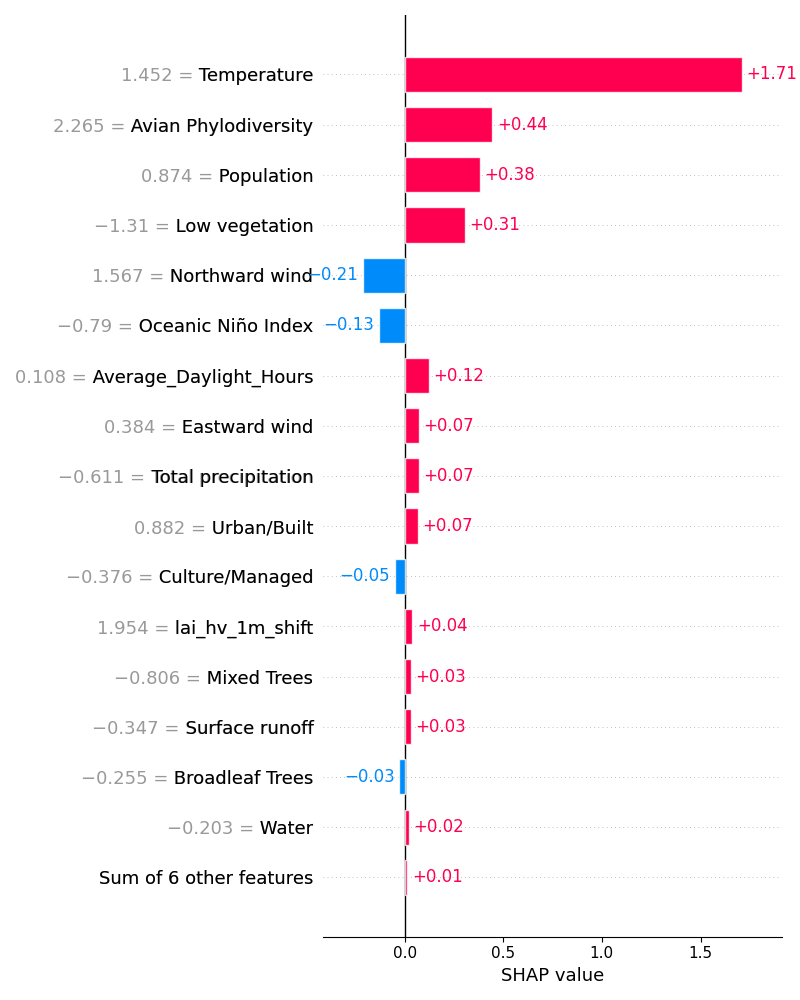 1.452 = Temperature +1.71
2.265 = Avian Phylodiversity +0.44
0.874 = Population +0.38
−1.31 = Low vegetation +0.31
1.567 = Northward wind −0.21
−0.79 = Oceanic Niño Index −0.13
0.108 = Average_Daylight_Hours +0.12
0.384 = Eastward wind +0.07
−0.611 = Total precipitation +0.07
0.882 = Urban/Built +0.07
−0.376 = Culture/Managed −0.05
1.954 = lai_hv_1m_shift +0.04
−0.806 = Mixed Trees +0.03
−0.347 = Surface runoff +0.03
−0.255 = Broadleaf Trees −0.03
−0.203 = Water +0.02
Sum of 6 other features +0.01
0.0 0.5 1.0 1.5
SHAP value